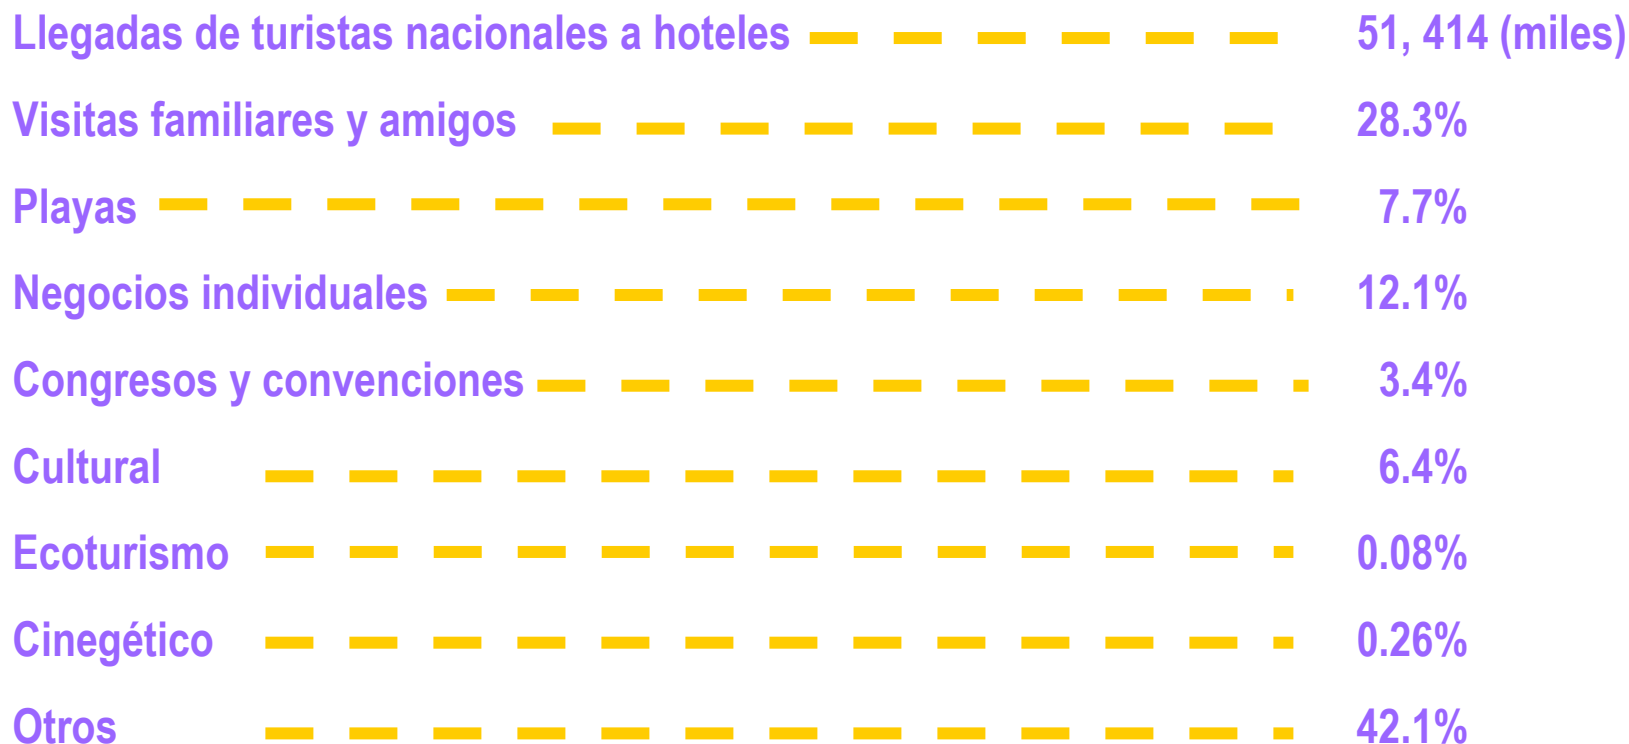 Llegadas de turistas nacionales a hoteles 51, 414 (miles)
Visitas familiares y amigos 28.3%
Playas 7.7%
Negocios individuales 12.1%
Congresos y convenciones 3.4%
Cultural 6.4%
Ecoturismo 0.08%
Cinegético 0.26%
Otros 42.1%